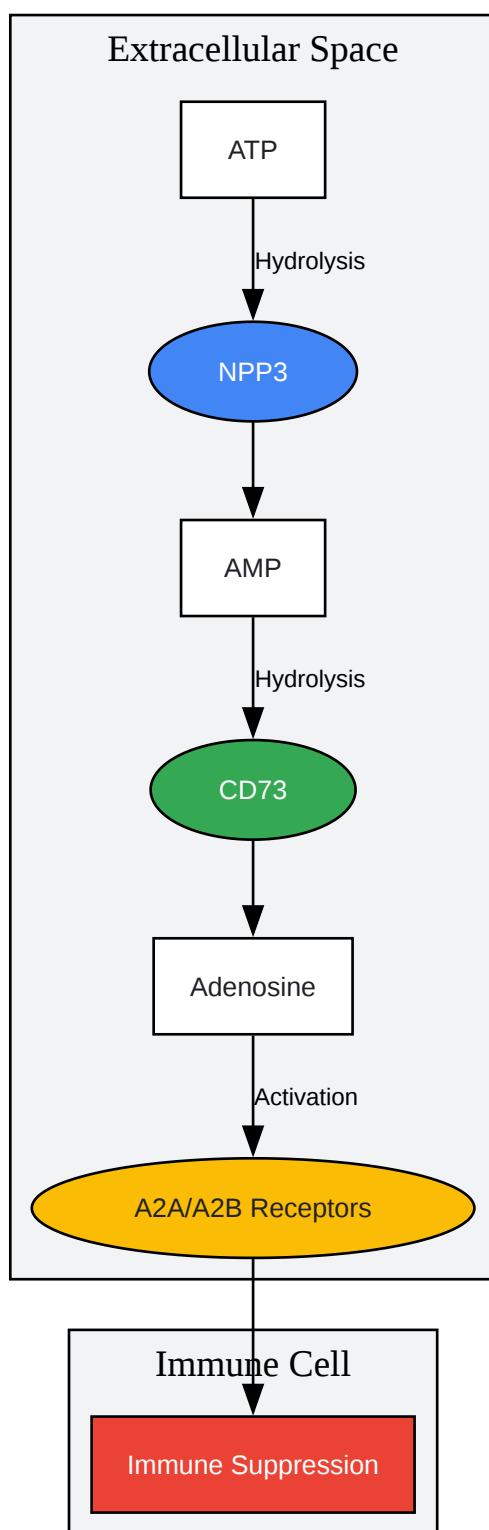 Extracellular Space
ATP
Hydrolysis
NPP3
AMP
Hydrolysis
CD73
Adenosine
Activation
A2A/A2B Receptors
Immune Cell
Immune Suppression